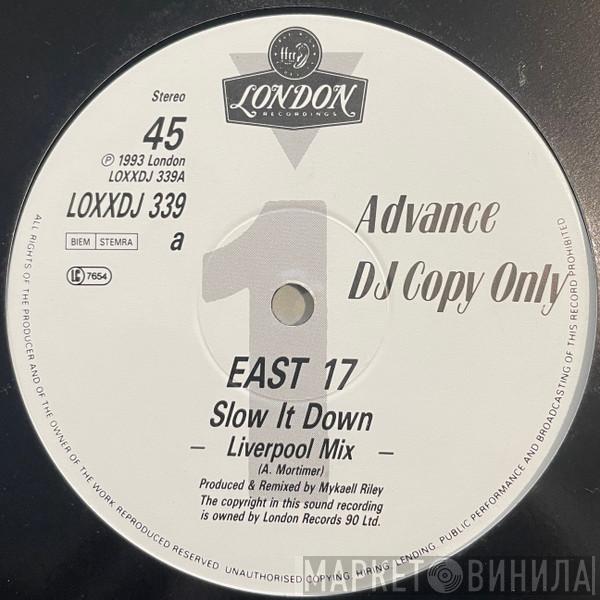 ffrr
LONDON
RECORDINGS
Stereo
45
℗ 1993 London
LOXXDJ 339A
LOXXDJ 339
BIEM STEMRA
a
LC 7654
Advance
DJ Copy Only
1
EAST 17
Slow It Down
– Liverpool Mix –
(A. Mortimer)
Produced & Remixed by Mykaell Riley
The copyright in this sound recording
is owned by London Records 90 Ltd.
ALL RIGHTS OF THE PRODUCER AND OF THE OWNER OF THE WORK REPRODUCED RESERVED. UNAUTHORISED COPYING, HIRING, LENDING, PUBLIC PERFORMANCE AND BROADCASTING OF THIS RECORD PROHIBITED
МАРКЕТ ВИНИЛА